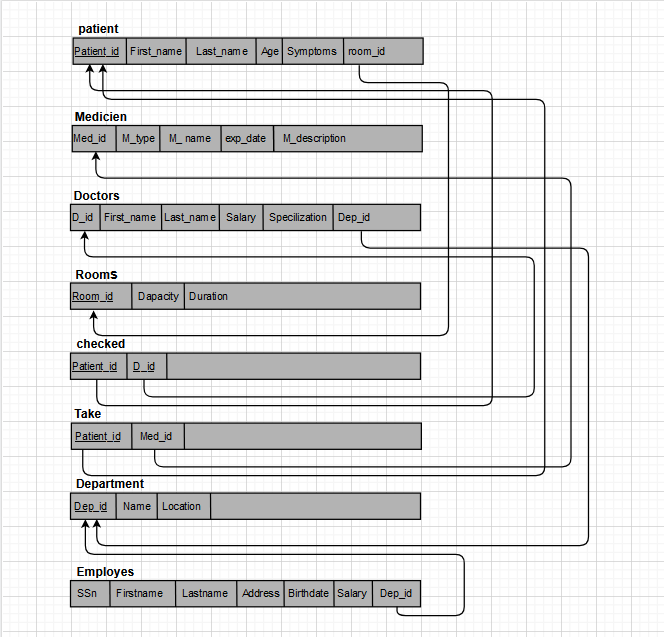 patient
Patient_id First_name Last_name Age Symptoms room_id
Medicien
Med_id M_type M_ name exp_date M_description
Doctors
D_id First_name Last_name Salary Specilization Dep_id
Rooms
Room_id Dapacity Duration
checked
Patient_id D_id
Take
Patient_id Med_id
Department
Dep_id Name Location
Employes
SSn Firstname Lastname Address Birthdate Salary Dep_id